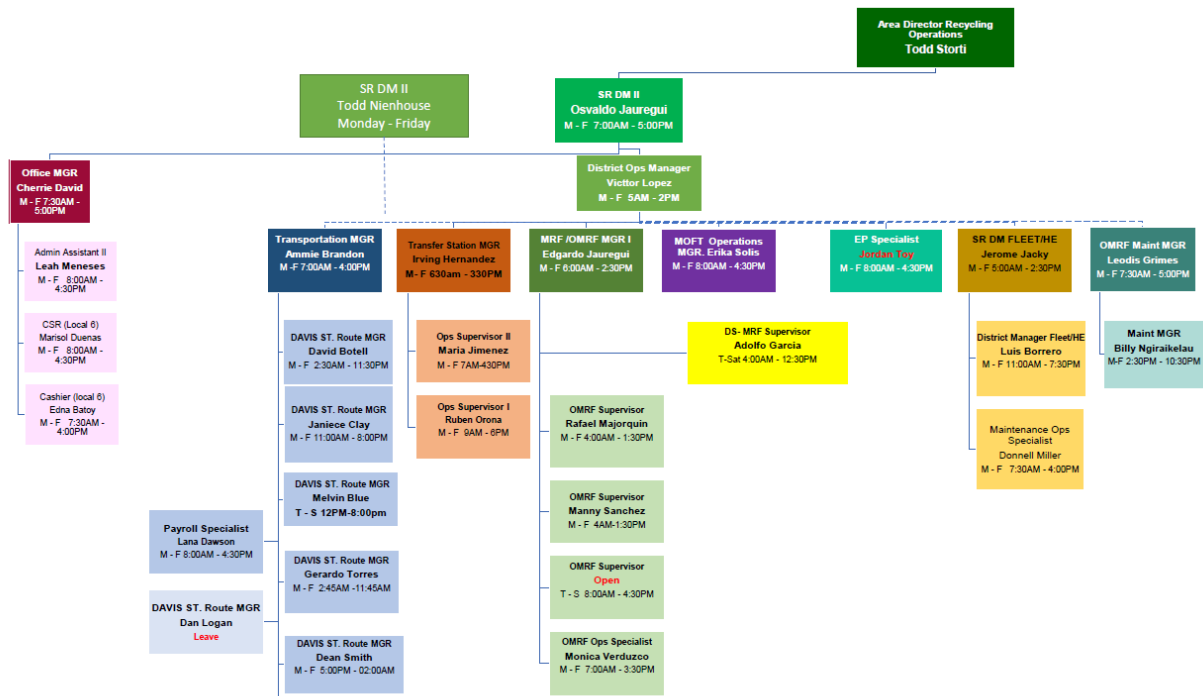 Area Director Recycling
Operations
Todd Storti
SR DM II
Todd Nienhouse
Monday - Friday
SR DM II
Osvaldo Jauregui
M - F 7:00AM - 5:00PM
Office MGR
Cherrie David
M - F 7:30AM -
5:00PM
District Ops Manager
Victtor Lopez
M - F 5AM - 2PM
Transportation MGR
Ammie Brandon
M -F 7:00AM - 4:00PM
Transfer Station MGR
Irving Hernandez
M - F 630am - 330PM
MRF /OMRF MGR I
Edgardo Jauregui
M - F 6:00AM - 2:30PM
MOFT Operations
MGR. Erika Solis
M - F 8:00AM - 4:30PM
EP Specialist
Jordan Toy
M - F 8:00AM - 4:30PM
SR DM FLEET/HE
Jerome Jacky
M - F 5:00AM - 2:30PM
OMRF Maint MGR
Leodis Grimes
M - F 7:30AM - 5:00PM
Admin Assistant II
Leah Meneses
M - F 8:00AM -
4:30PM
CSR (Local 6)
Marisol Duenas
M - F 8:00AM -
4:30PM
Cashier (local 6)
Edna Batoy
M - F 7:30AM -
4:00PM
DAVIS ST. Route MGR
David Botell
M - F 2:30AM - 11:30PM
DAVIS ST. Route MGR
Janiece Clay
M - F 11:00AM - 8:00PM
DAVIS ST. Route MGR
Melvin Blue
T - S 12PM-8:00pm
Payroll Specialist
Lana Dawson
M - F 8:00AM - 4:30PM
DAVIS ST. Route MGR
Gerardo Torres
M - F 2:45AM -11:45AM
DAVIS ST. Route MGR
Dan Logan
Leave
DAVIS ST. Route MGR
Dean Smith
M - F 5:00PM - 02:00AM
Ops Supervisor II
Maria Jimenez
M - F 7AM-430PM
Ops Supervisor I
Ruben Orona
M - F 9AM - 6PM
DS- MRF Supervisor
Adolfo Garcia
T-Sat 4:00AM - 12:30PM
OMRF Supervisor
Rafael Majorquin
M - F 4:00AM - 1:30PM
OMRF Supervisor
Manny Sanchez
M - F 4AM-1:30PM
OMRF Supervisor
Open
T - S 8:00AM - 4:30PM
OMRF Ops Specialist
Monica Verduzco
M - F 7:00AM - 3:30PM
District Manager Fleet/HE
Luis Borrero
M - F 11:00AM - 7:30PM
Maintenance Ops
Specialist
Donnell Miller
M - F 7:30AM - 4:00PM
Maint MGR
Billy Ngiraikelau
M-F 2:30PM - 10:30PM